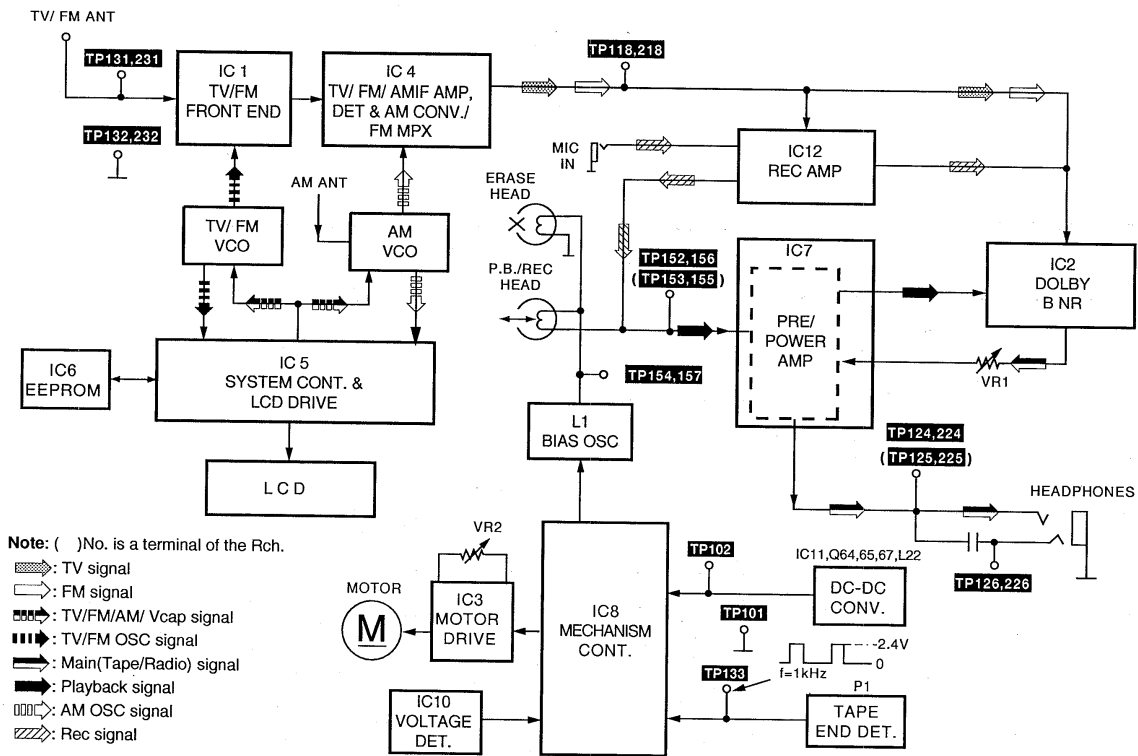 TV/ FM ANT
TP131,231
TP132,232
IC 1
TV/FM
FRONT END
IC 4
TV/ FM/ AMIF AMP,
DET & AM CONV./
FM MPX
TP118,218
MIC
IN
IC12
REC AMP
AM ANT
ERASE
HEAD
TV/ FM
VCO
AM
VCO
P.B./REC
HEAD
TP152,156
( TP153,155 )
IC7
PRE/
POWER
AMP
IC2
DOLBY
B NR
VR1
IC6
EEPROM
IC 5
SYSTEM CONT. &
LCD DRIVE
TP154,157
L1
BIAS OSC
L C D
TP124,224
( TP125,225 )
HEADPHONES
TP126,226
Note: (   )No. is a terminal of the Rch.
: TV signal
: FM signal
: TV/FM/AM/ Vcap signal
: TV/FM OSC signal
: Main(Tape/Radio) signal
: Playback signal
: AM OSC signal
: Rec signal
VR2
MOTOR
M
IC3
MOTOR
DRIVE
IC8
MECHANISM
CONT.
IC10
VOLTAGE
DET.
TP102
IC11,Q64,65,67,L22
DC-DC
CONV.
TP101
2.4V
0
f=1kHz
TP133
P1
TAPE
END DET.